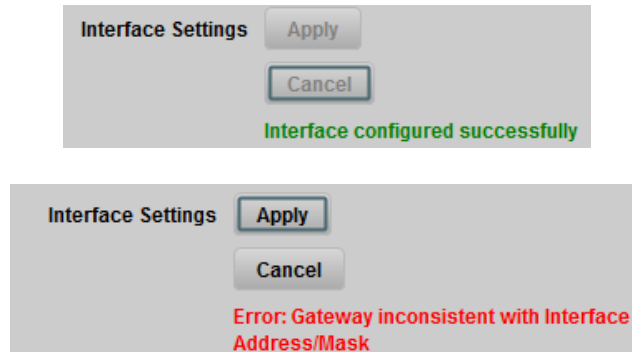 Interface Settings Apply
Cancel
Interface configured successfully
Interface Settings Apply
Cancel
Error: Gateway inconsistent with Interface
Address/Mask